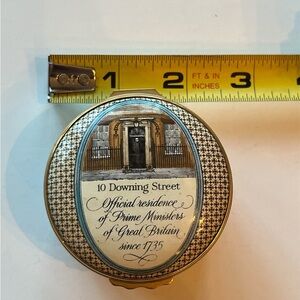 1 2 FT & IN 3
INCHES
10 Downing Street
Official residence
of Prime Ministers
of Great Britain
since 1735